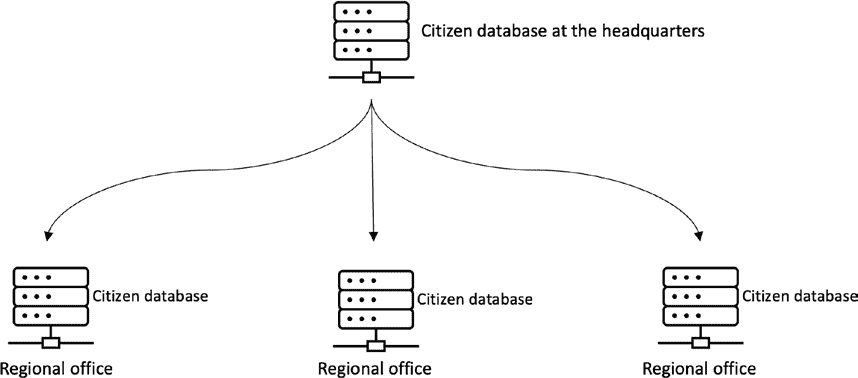 Citizen database at the headquarters
Citizen database
Citizen database
Citizen database
Regional office
Regional office
Regional office